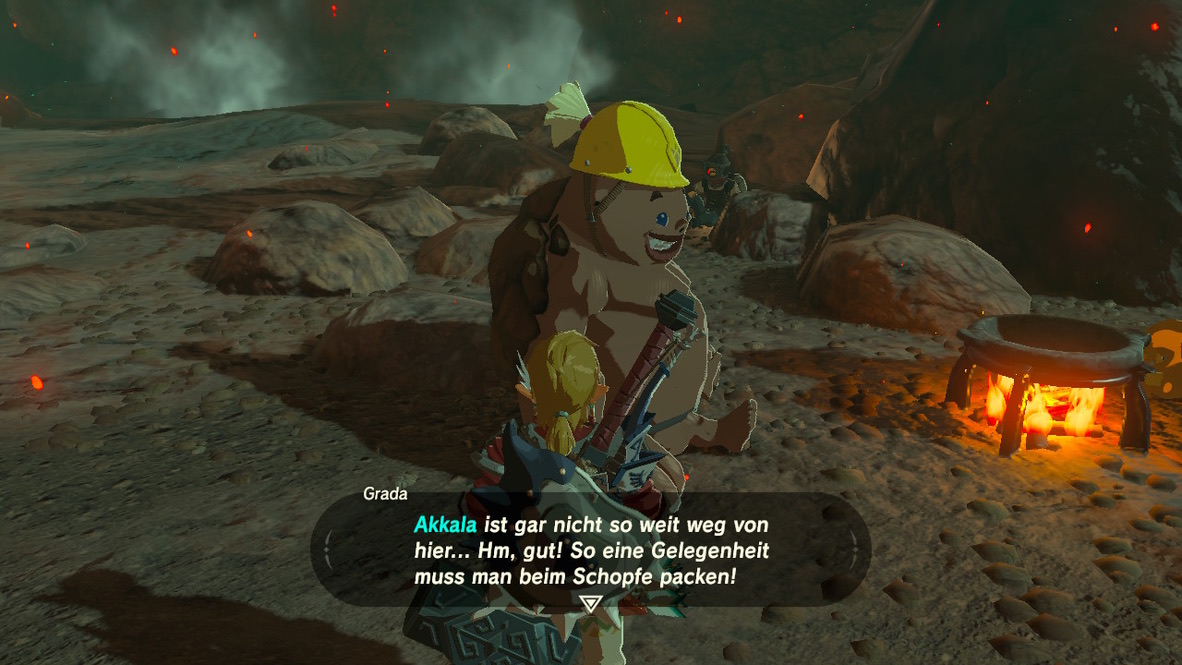 Grada
Akkala ist gar nicht so weit weg von
hier... Hm, gut! So eine Gelegenheit
muss man beim Schopfe packen!